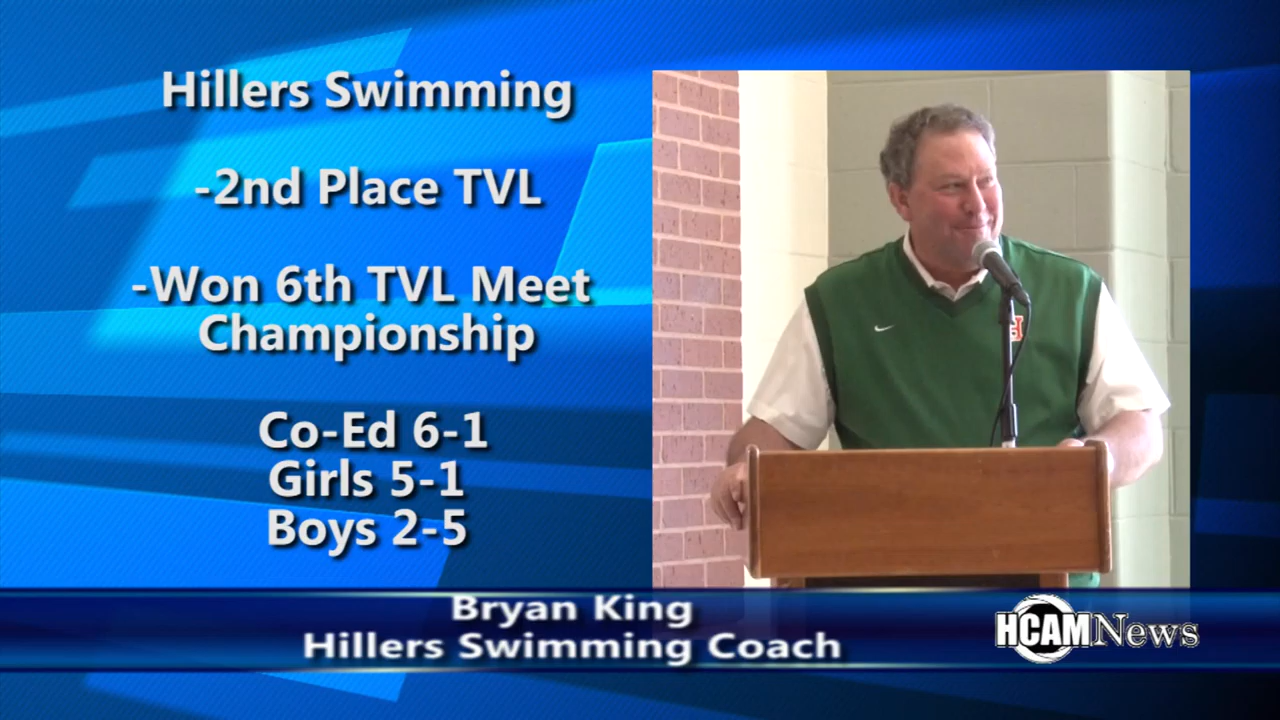 Hillers Swimming
-2nd Place TVL
-Won 6th TVL Meet
Championship
Co-Ed 6-1
Girls 5-1
Boys 2-5
H
Bryan King
Hillers Swimming Coach
HCAMNews